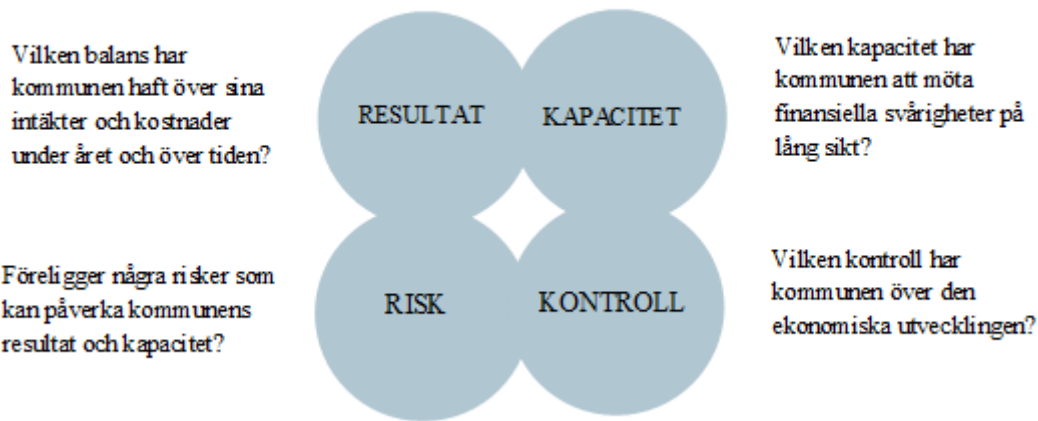 Vilken balans har
kommunen haft över sina
intäkter och kostnader
under året och över tiden?
RESULTAT
KAPACITET
Vilken kapacitet har
kommunen att möta
finansiella svårigheter på
lång sikt?
Föreligger några risker som
kan påverka kommunens
resultat och kapacitet?
RISK
KONTROLL
Vilken kontroll har
kommunen över den
ekonomiska utvecklingen?